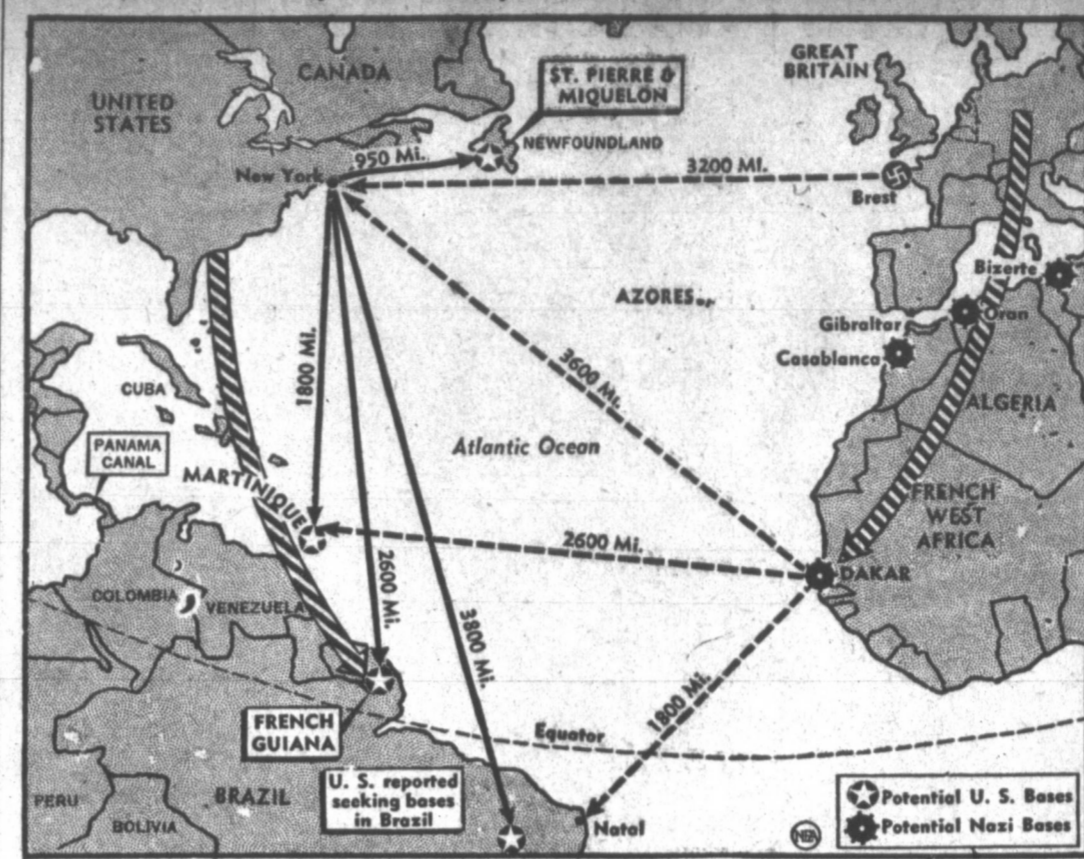 CANADA
UNITED
STATES
ST. PIERRE &
MIQUELON
GREAT
BRITAIN
NEWFOUNDLAND
950 Mi.
New York
3200 Mi.
Brest
AZORES
Bizerte
Oran
Gibraltar
Casablanca
1800 Mi.
3600 Mi.
CUBA
ALGERIA
PANAMA
CANAL
Atlantic Ocean
MARTINIQUE
FRENCH
WEST
AFRICA
2600 Mi.
DAKAR
COLOMBIA
VENEZUELA
2600 Mi.
3800 Mi.
1800 Mi.
FRENCH
GUIANA
Equator
U. S. reported
seeking bases
in Brazil
PERU
BRAZIL
BOLIVIA
Natal
NEA
Potential U. S. Bases
Potential Nazi Bases